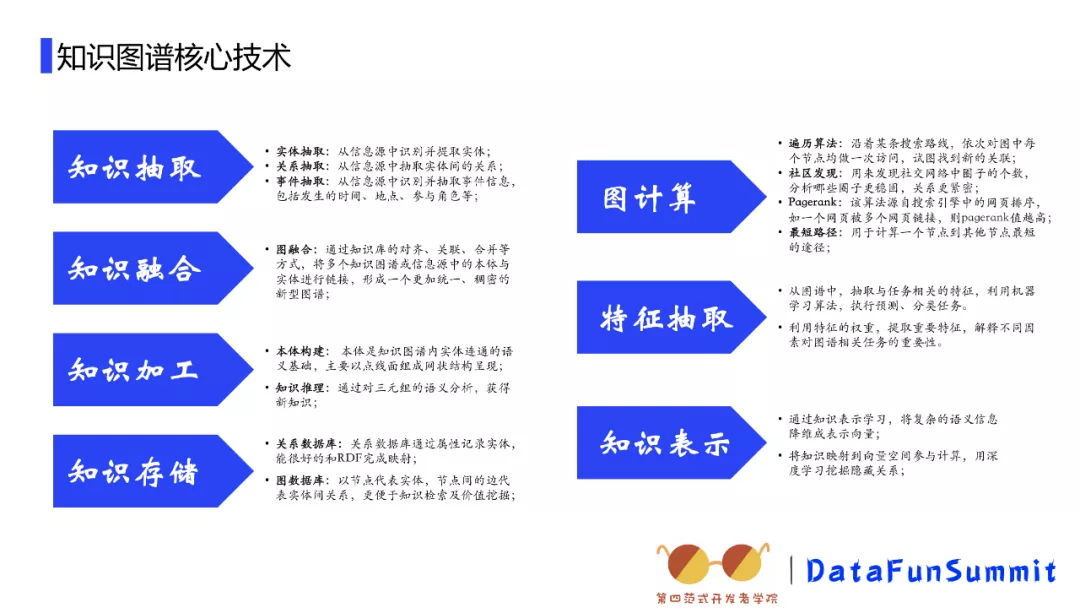 知识图谱核心技术
知识抽取
• 实体抽取：从信息源中识别并提取实体；
• 关系抽取：从信息源中抽取实体间的关系；
• 事件抽取：从信息源中识别并抽取事件信息，
包括发生的时间、地点、参与角色等；
知识融合
• 图融合：通过知识库的对齐、关联、合并等
方式，将多个知识图谱或信息源中的本体与
实体进行链接，形成一个更加统一、稠密的
新型图谱；
知识加工
• 本体构建： 本体是知识图谱内实体连通的语
义基础，主要以点线面组成网状结构呈现；
• 知识推理：通过对三元组的语义分析，获得
新知识；
知识存储
• 关系数据库：关系数据库通过属性记录实体，
能很好的和RDF完成映射；
• 图数据库：以节点代表实体，节点间的边代
表实体间关系，更便于知识检索及价值挖掘；
图计算
• 遍历算法：沿着某条搜索路线，依次对图中每
个节点均做一次访问，试图找到新的关联；
• 社区发现：用来发现社交网络中圈子的个数，
分析哪些圈子更稳固，关系更紧密；
• Pagerank：该算法源自搜索引擎中的网页排序，
如一个网页被多个网页链接，则pagerank值越高；
• 最短路径：用于计算一个节点到其他节点最短
的途径；
特征抽取
• 从图谱中，抽取与任务相关的特征，利用机器
学习算法，执行预测、分类任务。
• 利用特征的权重，提取重要特征，解释不同因
素对图谱相关任务的重要性。
知识表示
• 通过知识表示学习，将复杂的语义信息
降维成表示向量；
• 将知识映射到向量空间参与计算，用深
度学习挖掘隐藏关系；
第四范式开发者学院
DataFunSummit